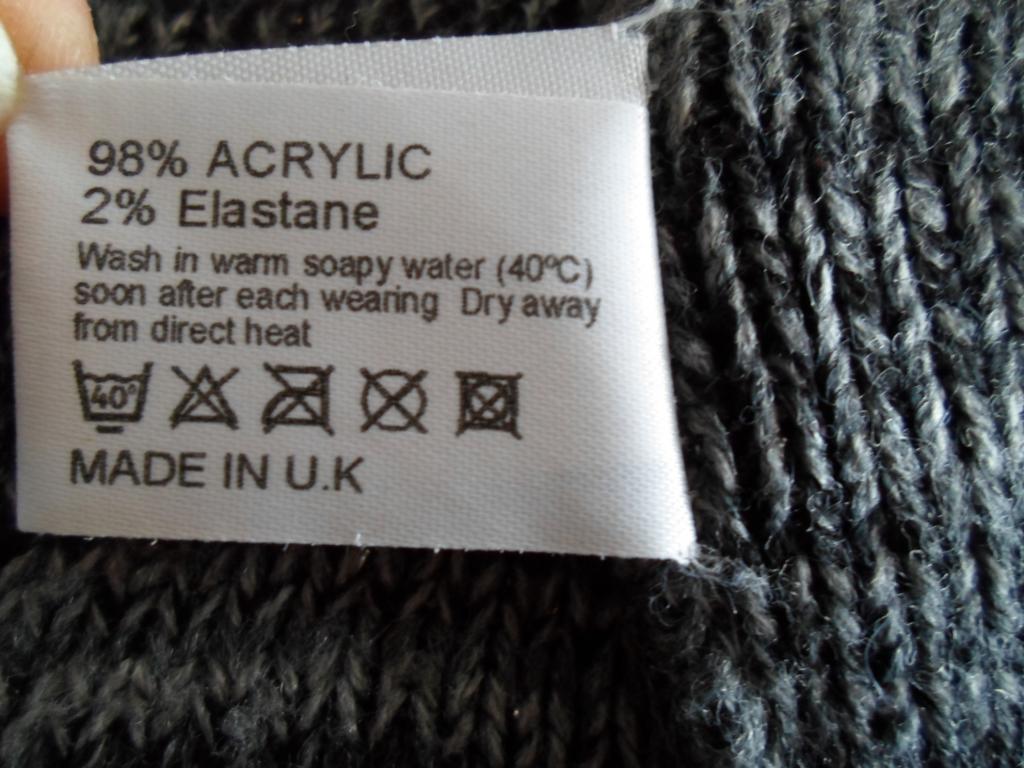 98% ACRYLIC
2% Elastane
Wash in warm soapy water (40ºC)
soon after each wearing Dry away
from direct heat
40°
MADE IN U.K